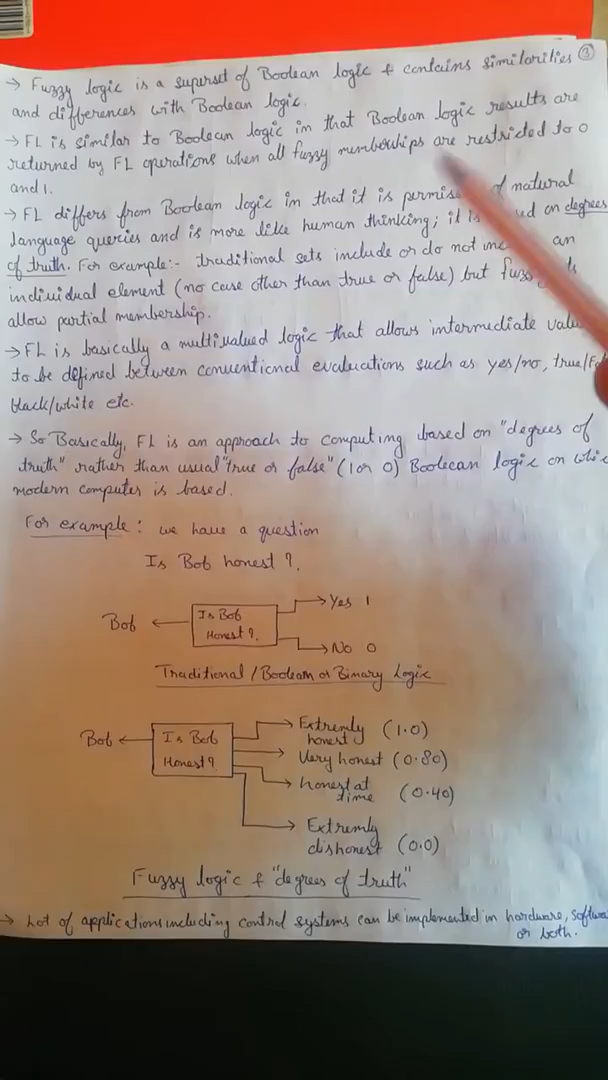 ③
→ Fuzzy logic is a superset of Boolean logic & contains similarities
and differences with Boolean logic.
→ FL is similar to Boolean logic in that Boolean logic results are
returned by FL operations when all fuzzy memberships are restricted to 0
and 1.
→ FL differs from Boolean logic in that it is of natural
language queries and is more like human thinking; it is on degrees
of truth. For example:- traditional sets include or do not an
individual element (no case other than true or false) but
allow partial membership.
→ FL is basically a multivalued logic that allows intermediate
to be defined between conventional evaluations such as yes/no, true/
black/white etc.
→ So Basically, FL is an approach to computing based on "degrees of
truth" rather than usual "true or false" (1 or 0) Boolean logic on
modern computer is based.
For example: we have a question
Is Bob honest?
Bob
Is Bob
Honest?
Yes 1
No 0
Traditional/Boolean or Binary Logic
Bob
Is Bob
Honest?
Extremly
honest (1.0)
Very honest (0.80)
honest at
time (0.40)
Extremly
dishonest (0.0)
Fuzzy logic & "degrees of truth"
→ Lot of applications including control systems can be implemented in hardware,
or both.